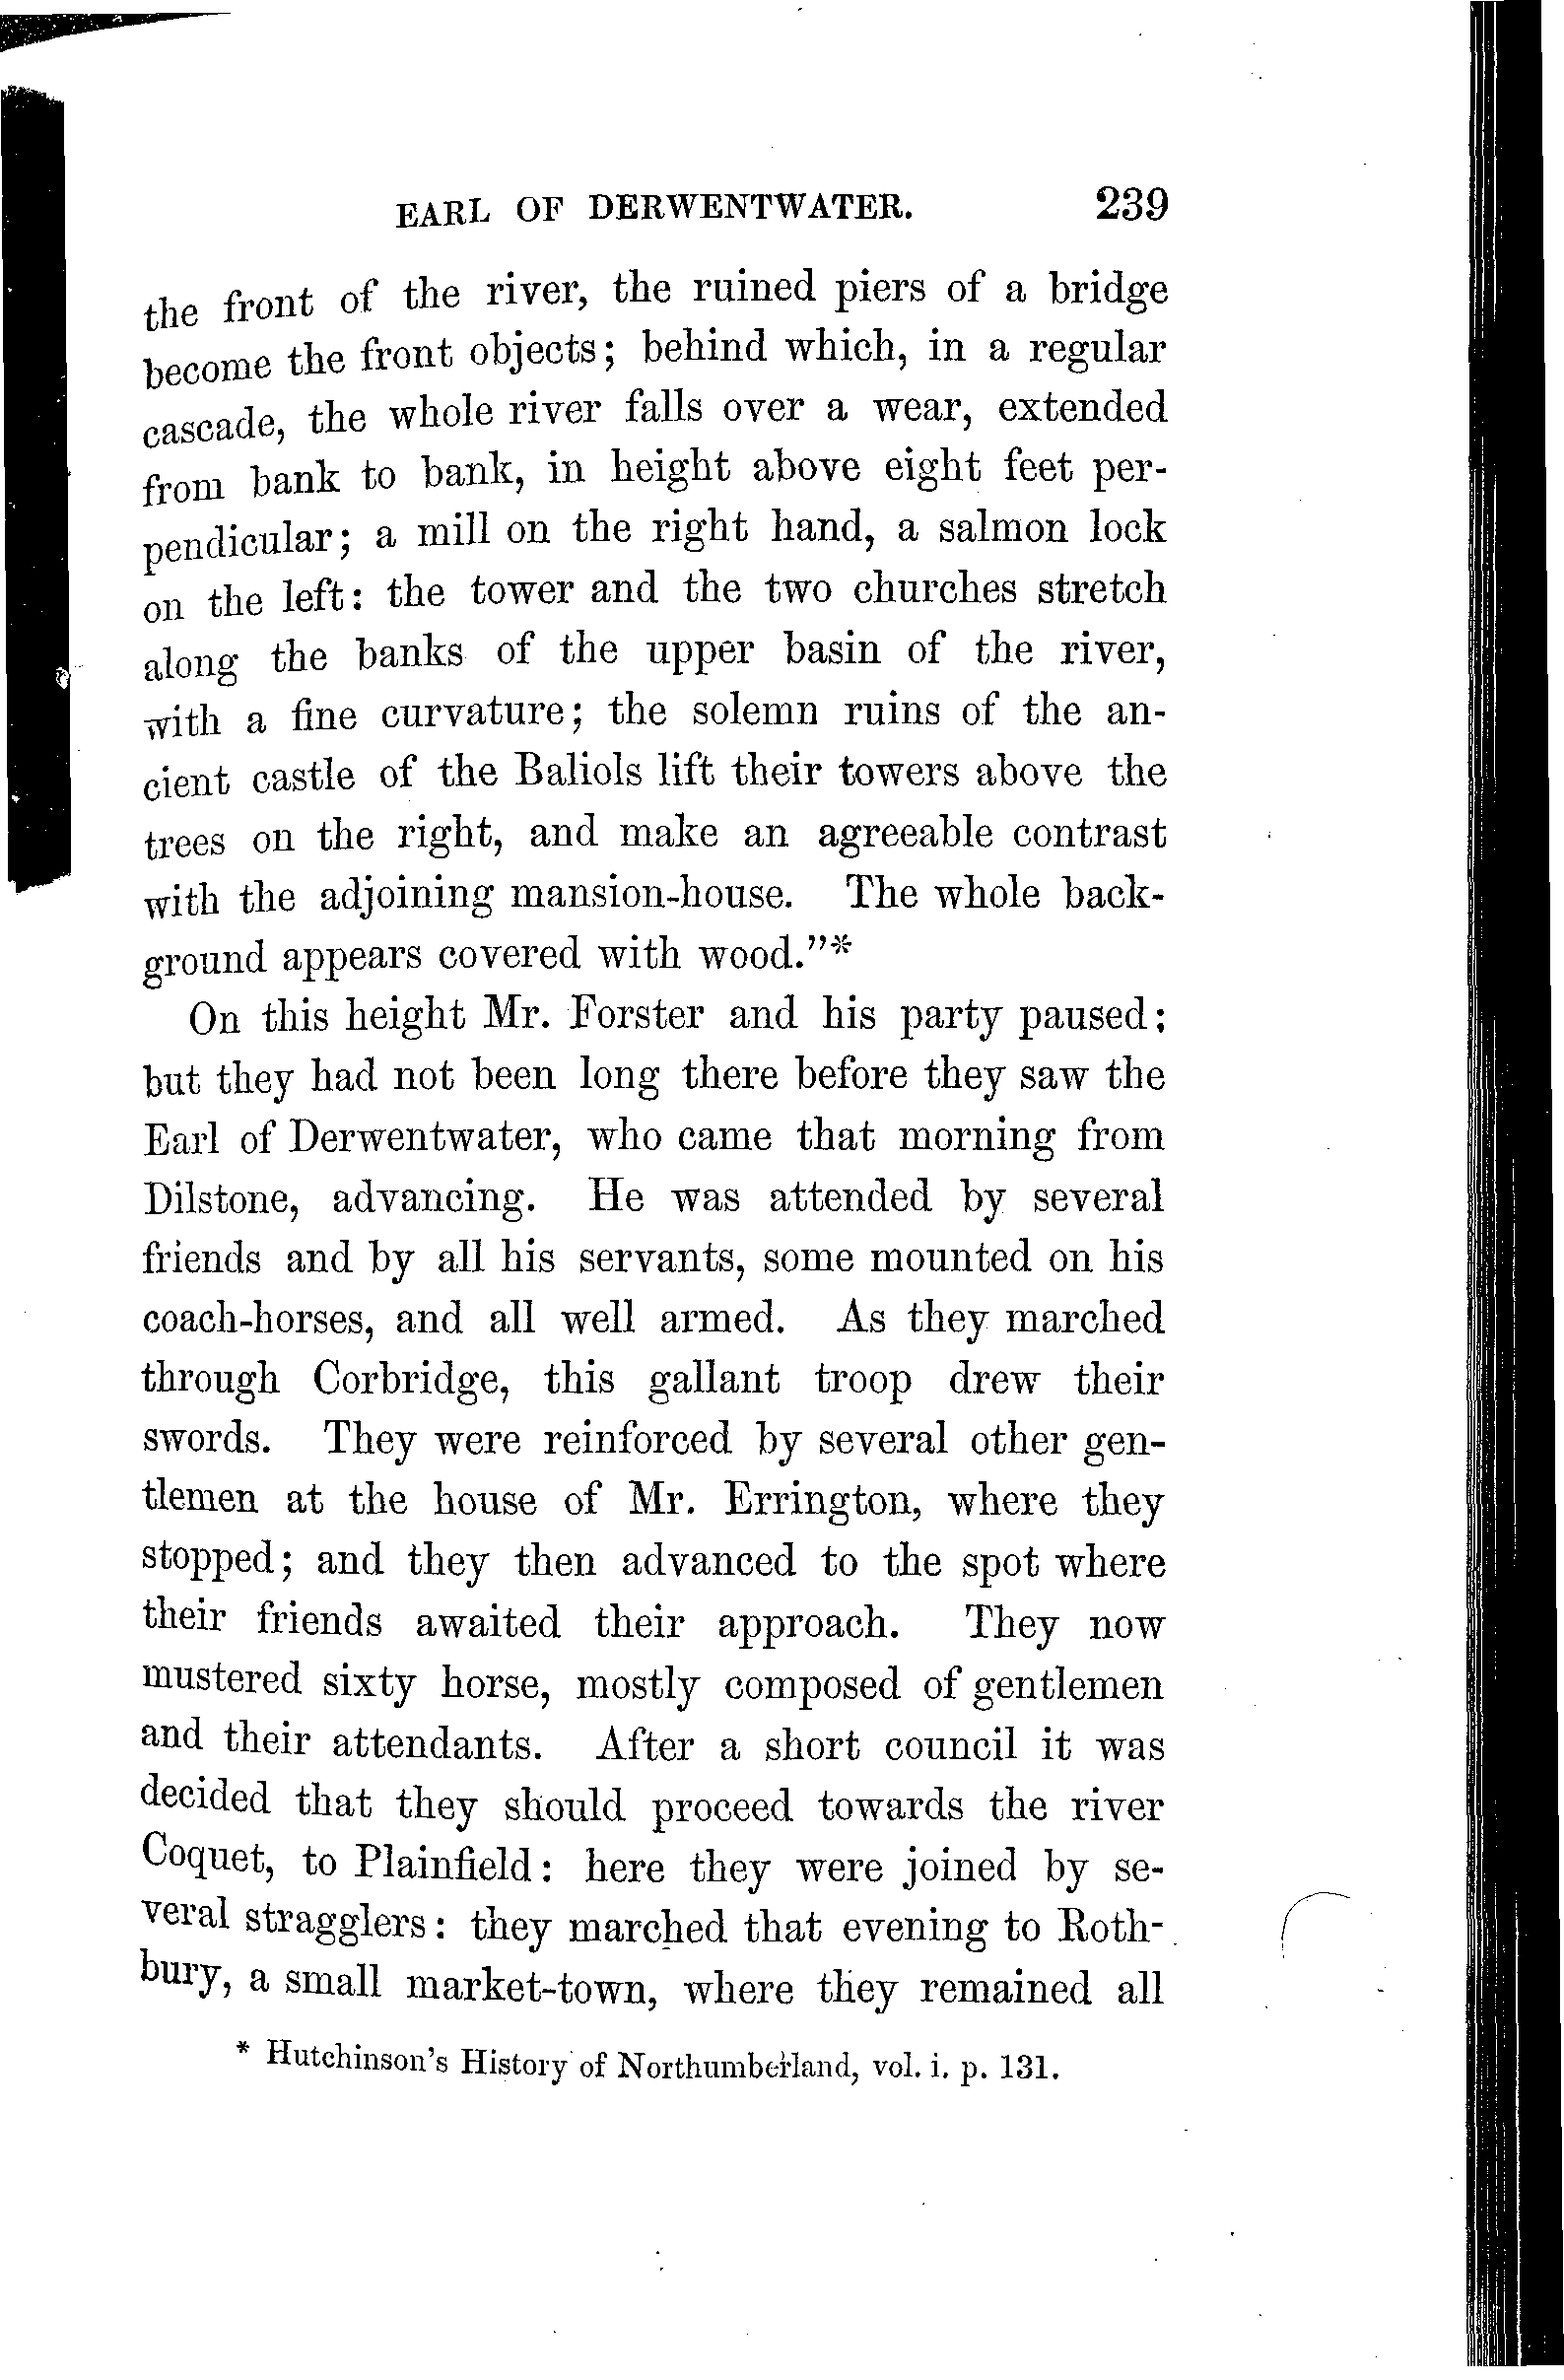 EARL OF DERWENTWATER. 239
the front of the river, the ruined piers of a bridge
become the front objects; behind which, in a regular
cascade, the whole river falls over a wear, extended
from bank to bank, in height above eight feet per-
pendicular; a mill on the right hand, a salmon lock
on the left: the tower and the two churches stretch
along the banks of the upper basin of the river,
with a fine curvature; the solemn ruins of the an-
cient castle of the Baliols lift their towers above the
trees on the right, and make an agreeable contrast
with the adjoining mansion-house. The whole back-
ground appears covered with wood."*
On this height Mr. Forster and his party paused;
but they had not been long there before they saw the
Earl of Derwentwater, who came that morning from
Dilstone, advancing. He was attended by several
friends and by all his servants, some mounted on his
coach-horses, and all well armed. As they marched
through Corbridge, this gallant troop drew their
swords. They were reinforced by several other gen-
tlemen at the house of Mr. Errington, where they
stopped; and they then advanced to the spot where
their friends awaited their approach. They now
mustered sixty horse, mostly composed of gentlemen
and their attendants. After a short council it was
decided that they should proceed towards the river
Coquet, to Plainfield: here they were joined by se-
veral stragglers: they marched that evening to Roth-
bury, a small market-town, where they remained all
* Hutchinson's History of Northumberland, vol. i. p. 131.